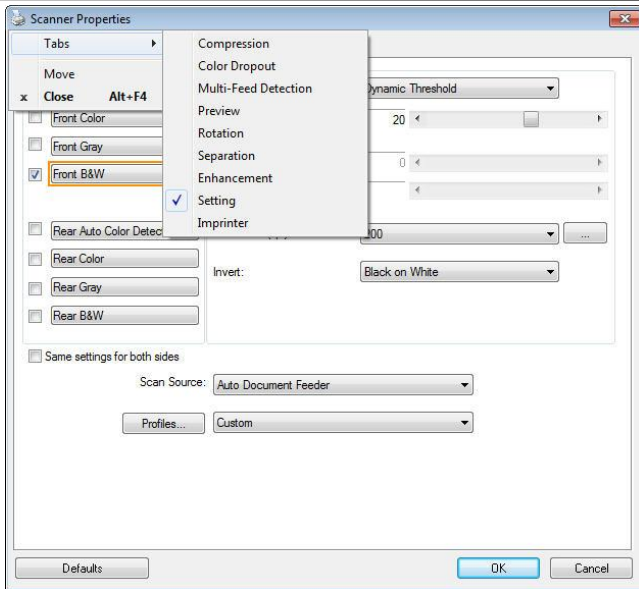 Scanner Properties
Tabs
Move
x Close Alt+F4
Compression
Color Dropout
Multi-Feed Detection
Preview
Rotation
Separation
Enhancement
Setting
Imprinter
Dynamic Threshold
Front Color
20
Front Gray
Front B&W
0
Rear Auto Color Detec
200
...
Rear Color
Invert:
Black on White
Rear Gray
Rear B&W
Same settings for both sides
Scan Source:
Auto Document Feeder
Profiles...
Custom
Defaults
OK
Cancel